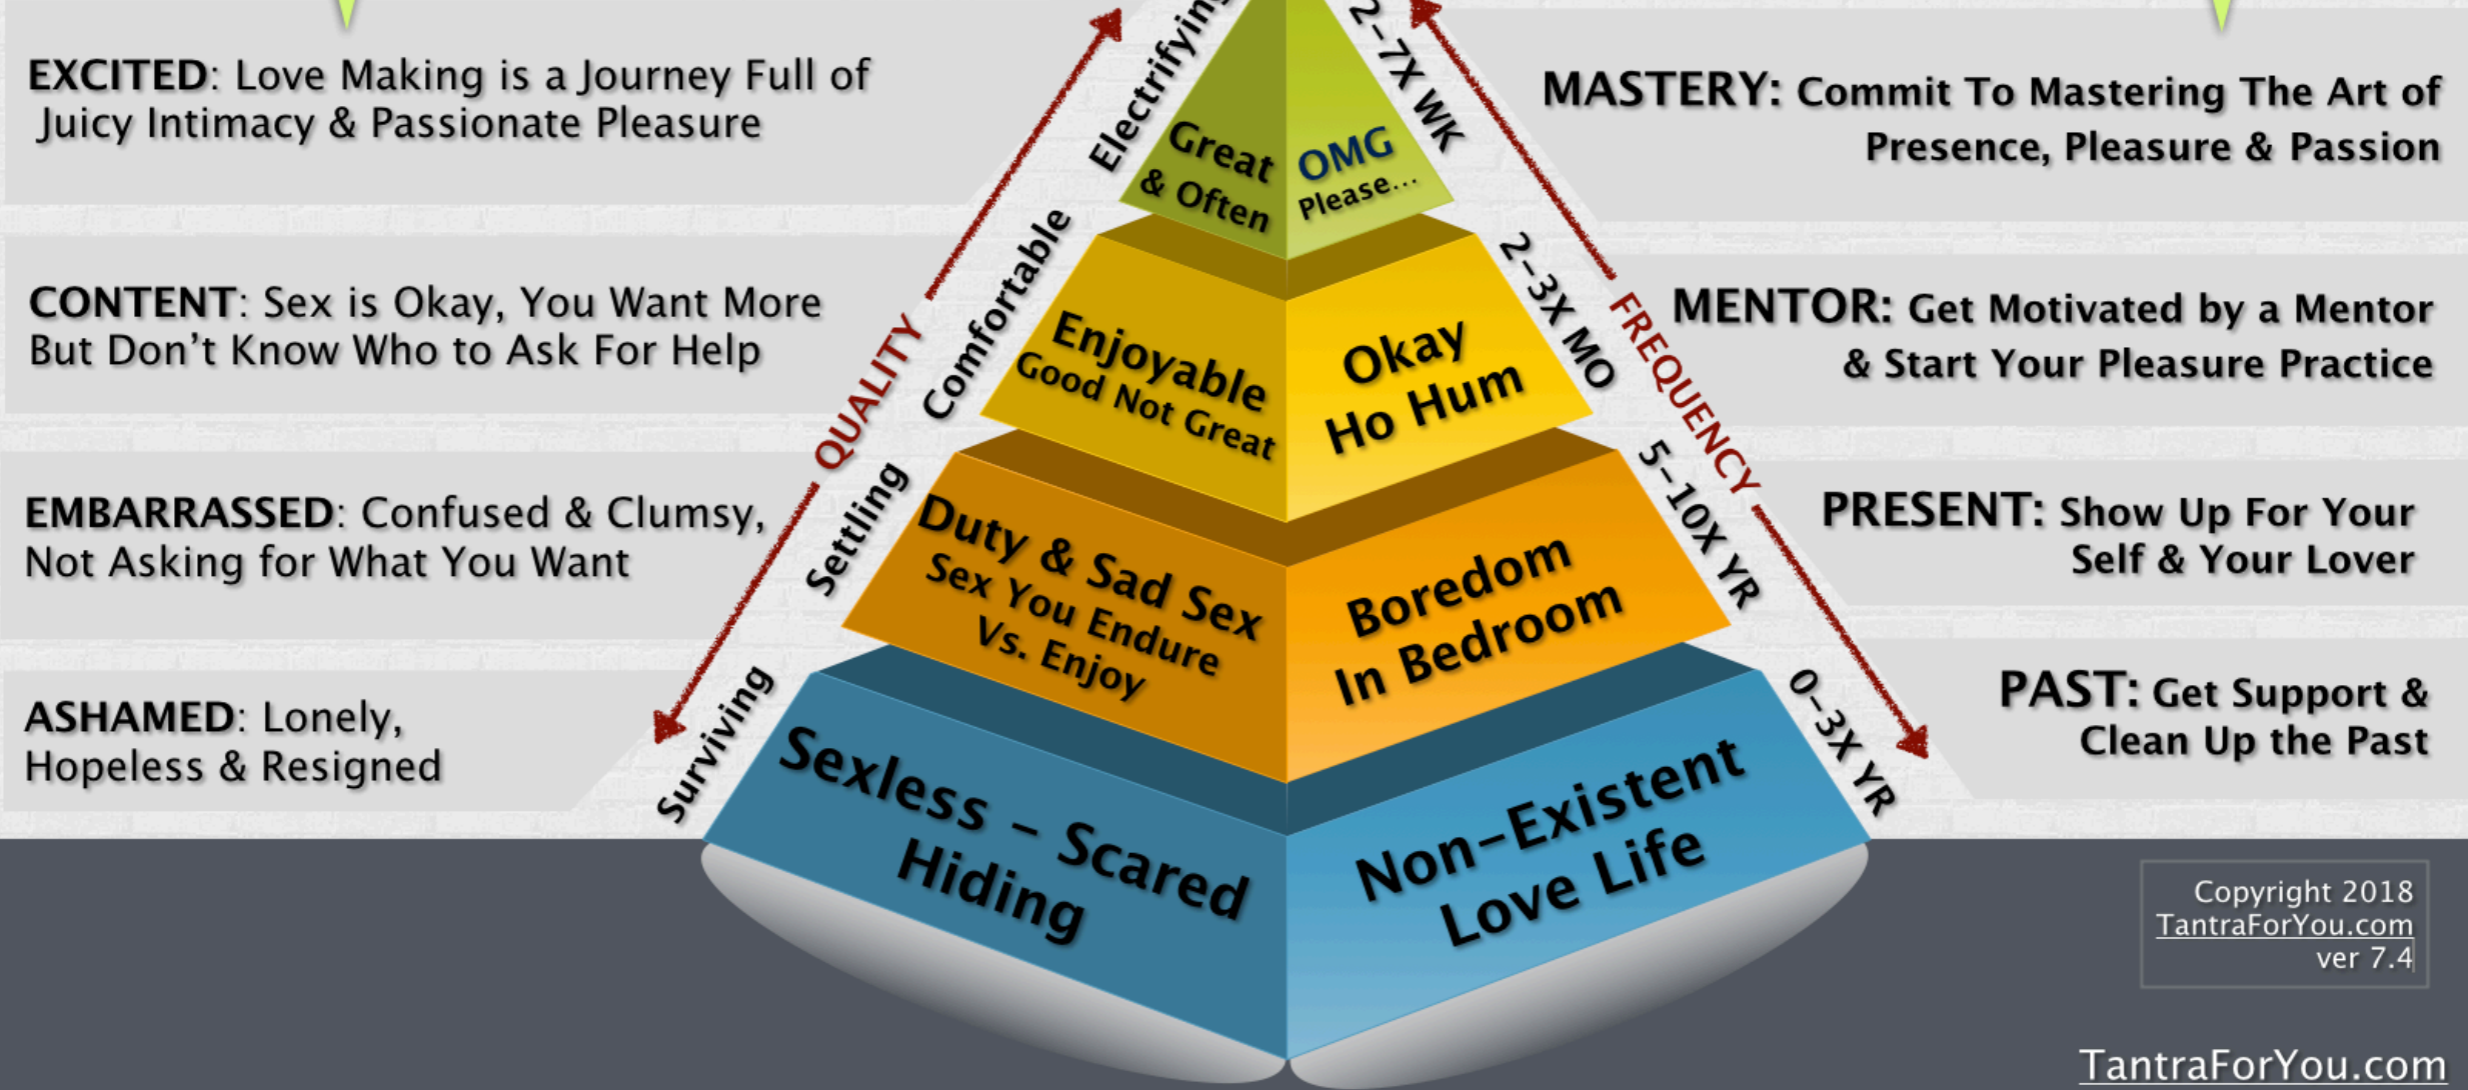 EXCITED: Love Making is a Journey Full of
Juicy Intimacy & Passionate Pleasure
CONTENT: Sex is Okay, You Want More
But Don't Know Who to Ask For Help
EMBARRASSED: Confused & Clumsy,
Not Asking for What You Want
ASHAMED: Lonely,
Hopeless & Resigned
QUALITY
Electrifying
Comfortable
Settling
Surviving
Great
& Often
OMG
Please...
Enjoyable
Good Not Great
Okay
Ho Hum
Duty & Sad Sex
Sex You Endure
Vs. Enjoy
Boredom
In Bedroom
Sexless – Scared
Hiding
Non-Existent
Love Life
2-7X WK
2-3X MO
5-10X YR
0-3X YR
FREQUENCY
MASTERY: Commit To Mastering The Art of
Presence, Pleasure & Passion
MENTOR: Get Motivated by a Mentor
& Start Your Pleasure Practice
PRESENT: Show Up For Your
Self & Your Lover
PAST: Get Support &
Clean Up the Past
Copyright 2018
TantraForYou.com
ver 7.4
TantraForYou.com